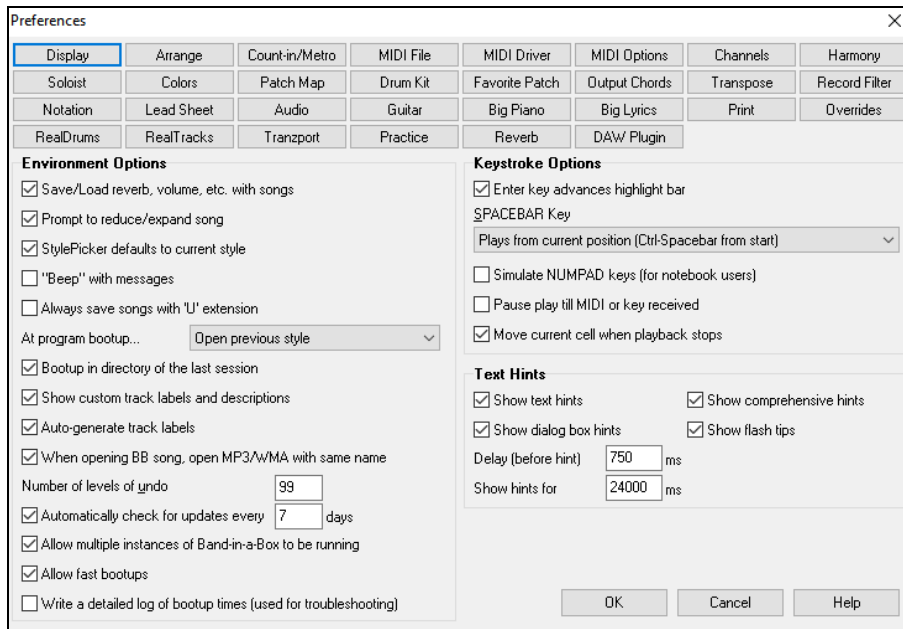 Preferences
Display Arrange Count-in/Metro MIDI File MIDI Driver MIDI Options Channels Harmony
Soloist Colors Patch Map Drum Kit Favorite Patch Output Chords Transpose Record Filter
Notation Lead Sheet Audio Guitar Big Piano Big Lyrics Print Overrides
RealDrums RealTracks Tranzport Practice Reverb DAW Plugin
Environment Options
Save/Load reverb, volume, etc. with songs
Prompt to reduce/expand song
StylePicker defaults to current style
"Beep" with messages
Always save songs with 'U' extension
At program bootup... Open previous style
Bootup in directory of the last session
Show custom track labels and descriptions
Auto-generate track labels
When opening BB song, open MP3/WMA with same name
Number of levels of undo 99
Automatically check for updates every 7 days
Allow multiple instances of Band-in-a-Box to be running
Allow fast bootups
Write a detailed log of bootup times (used for troubleshooting)
Keystroke Options
Enter key advances highlight bar
SPACEBAR Key
Plays from current position (Ctrl-Spacebar from start)
Simulate NUMPAD keys (for notebook users)
Pause play till MIDI or key received
Move current cell when playback stops
Text Hints
Show text hints Show comprehensive hints
Show dialog box hints Show flash tips
Delay (before hint) 750 ms
Show hints for 24000 ms
OK Cancel Help